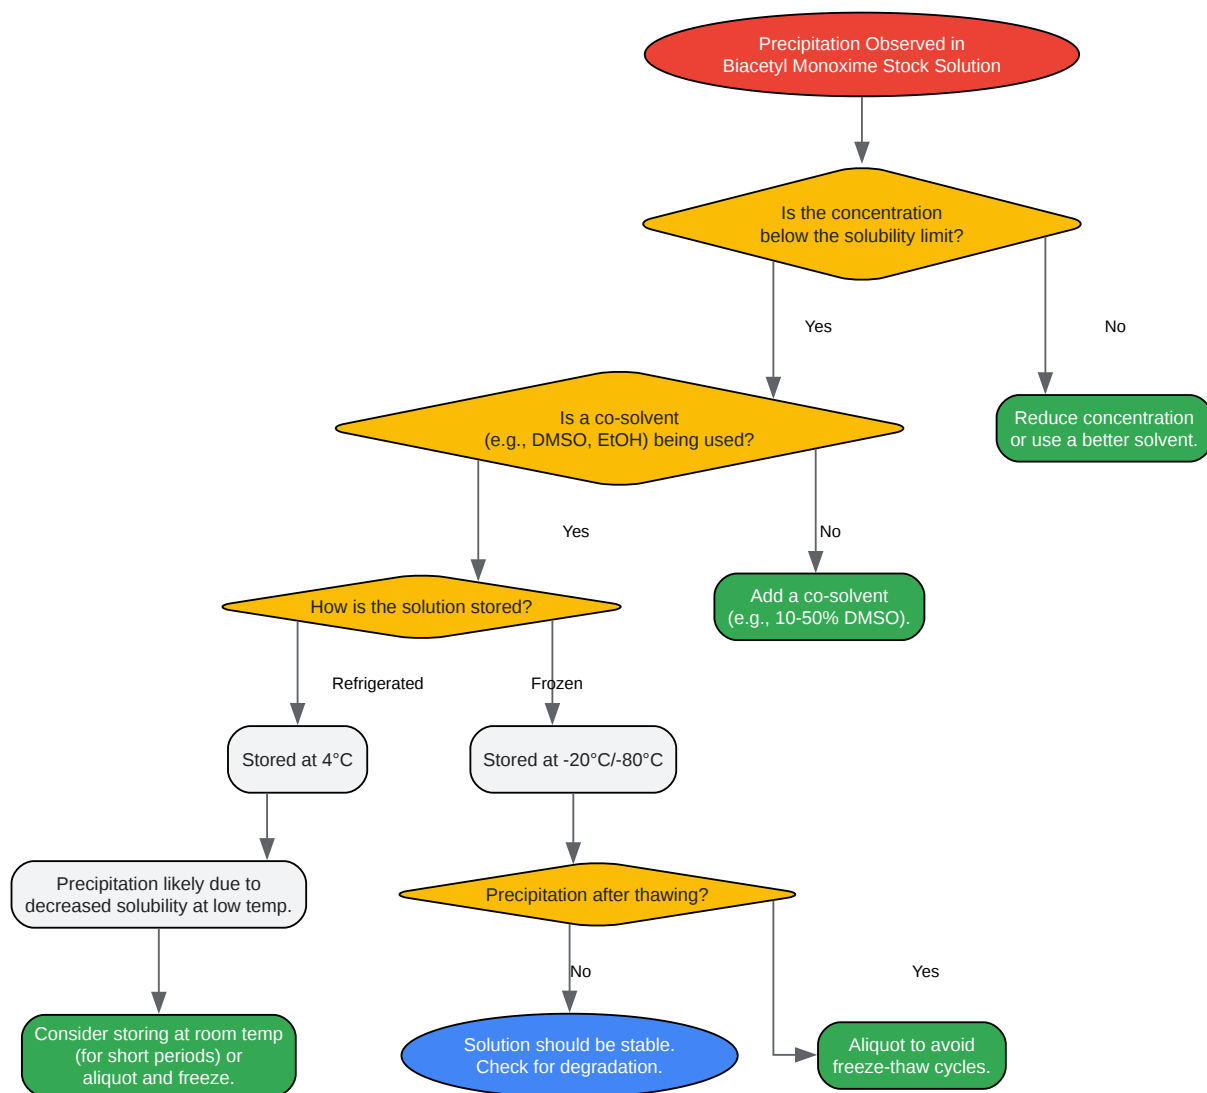 Precipitation Observed in
Biacetyl Monoxime Stock Solution
Is the concentration
below the solubility limit?
Yes
No
Is a co-solvent
(e.g., DMSO, EtOH) being used?
Reduce concentration
or use a better solvent.
Yes
No
How is the solution stored?
Add a co-solvent
(e.g., 10-50% DMSO).
Refrigerated
Frozen
Stored at 4°C
Stored at -20°C/-80°C
Precipitation likely due to
decreased solubility at low temp.
Precipitation after thawing?
No
Yes
Consider storing at room temp
(for short periods) or
aliquot and freeze.
Solution should be stable.
Check for degradation.
Aliquot to avoid
freeze-thaw cycles.